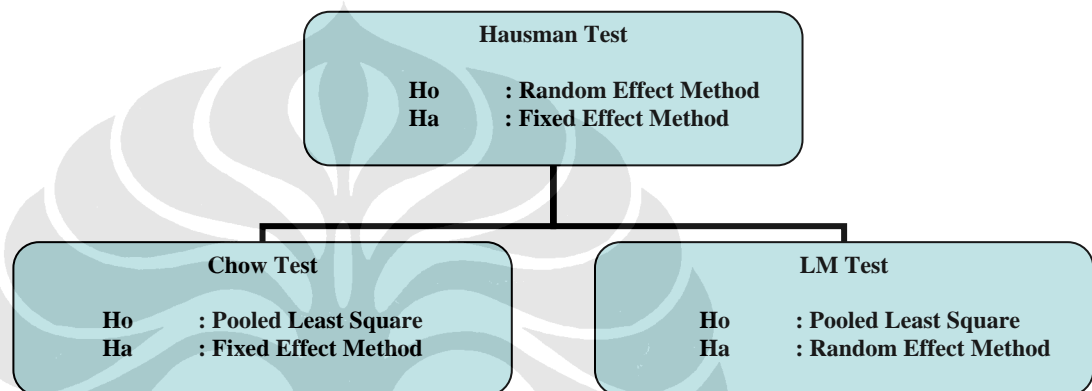 Hausman Test
Ho : Random Effect Method
Ha : Fixed Effect Method
Chow Test
Ho : Pooled Least Square
Ha : Fixed Effect Method
LM Test
Ho : Pooled Least Square
Ha : Random Effect Method